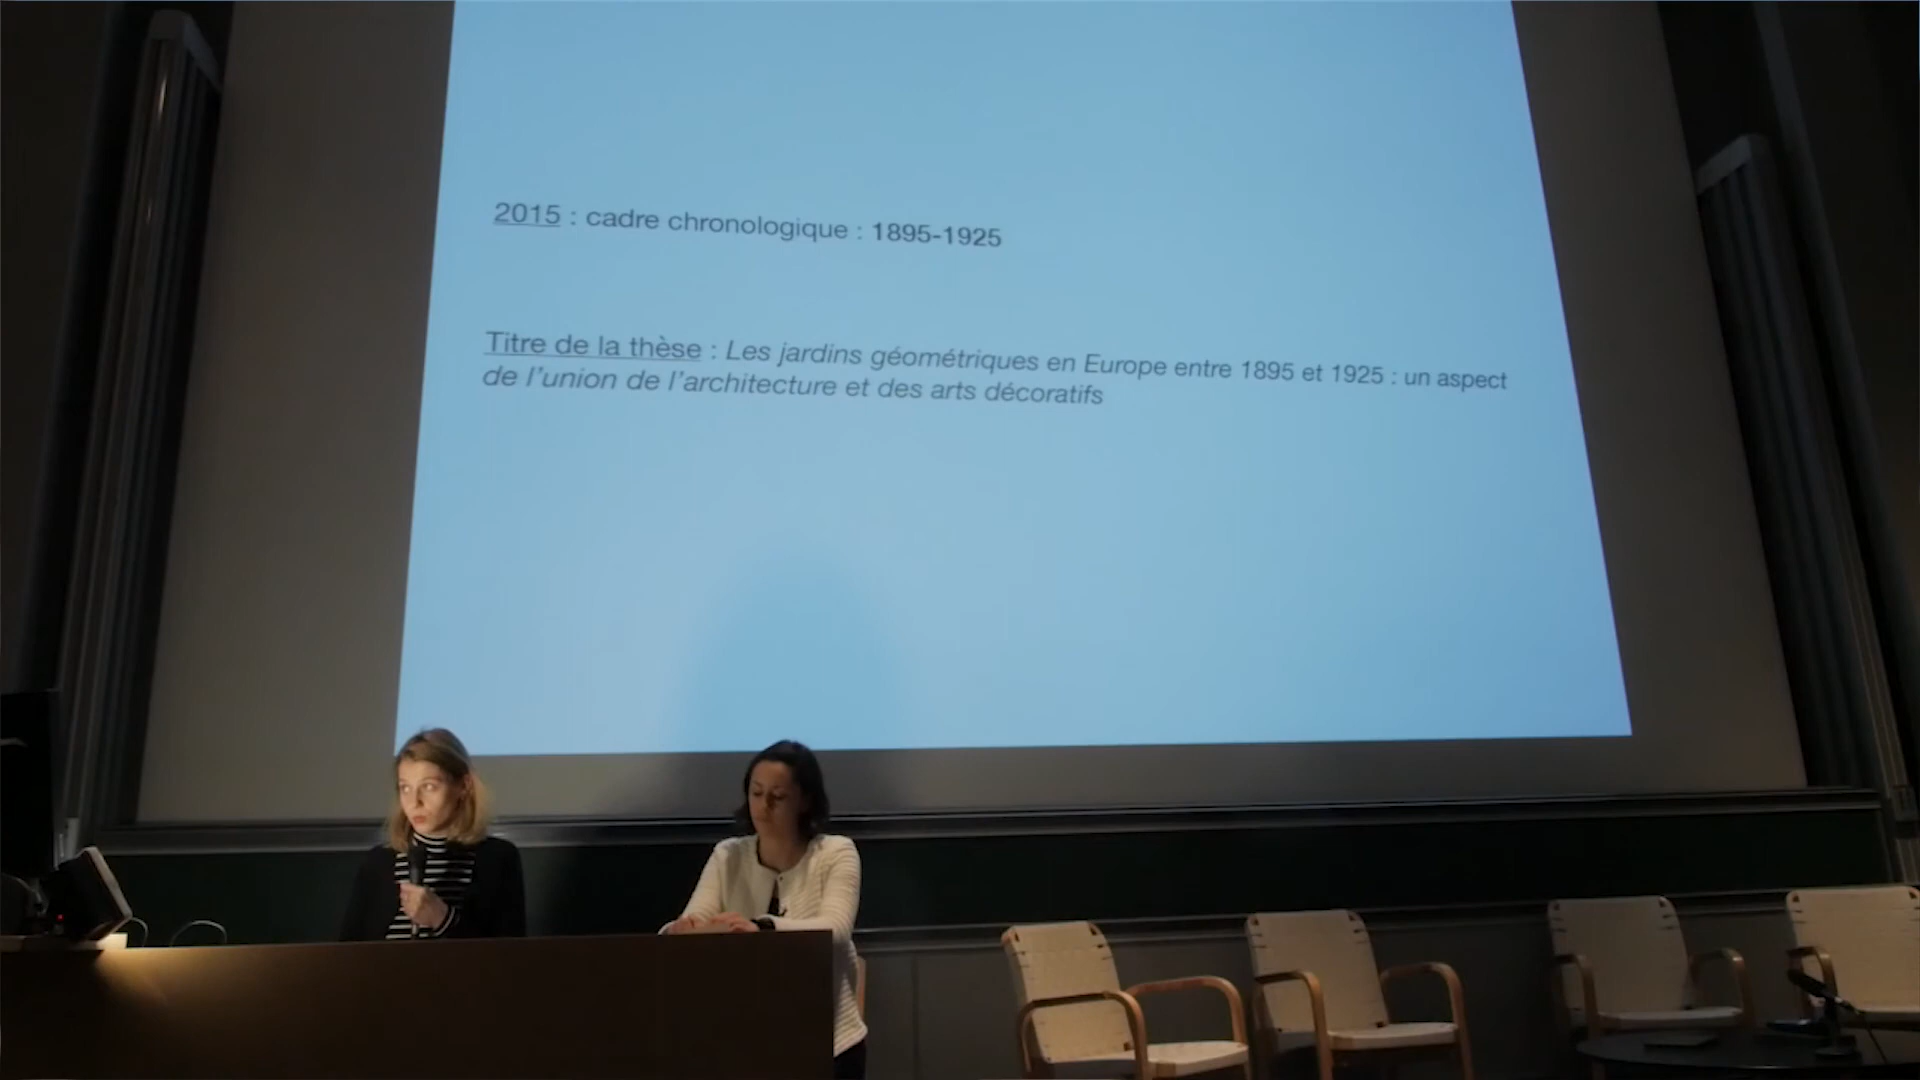 2015 : cadre chronologique : 1895-1925
Titre de la thèse : Les jardins géométriques en Europe entre 1895 et 1925 : un aspect
de l'union de l'architecture et des arts décoratifs